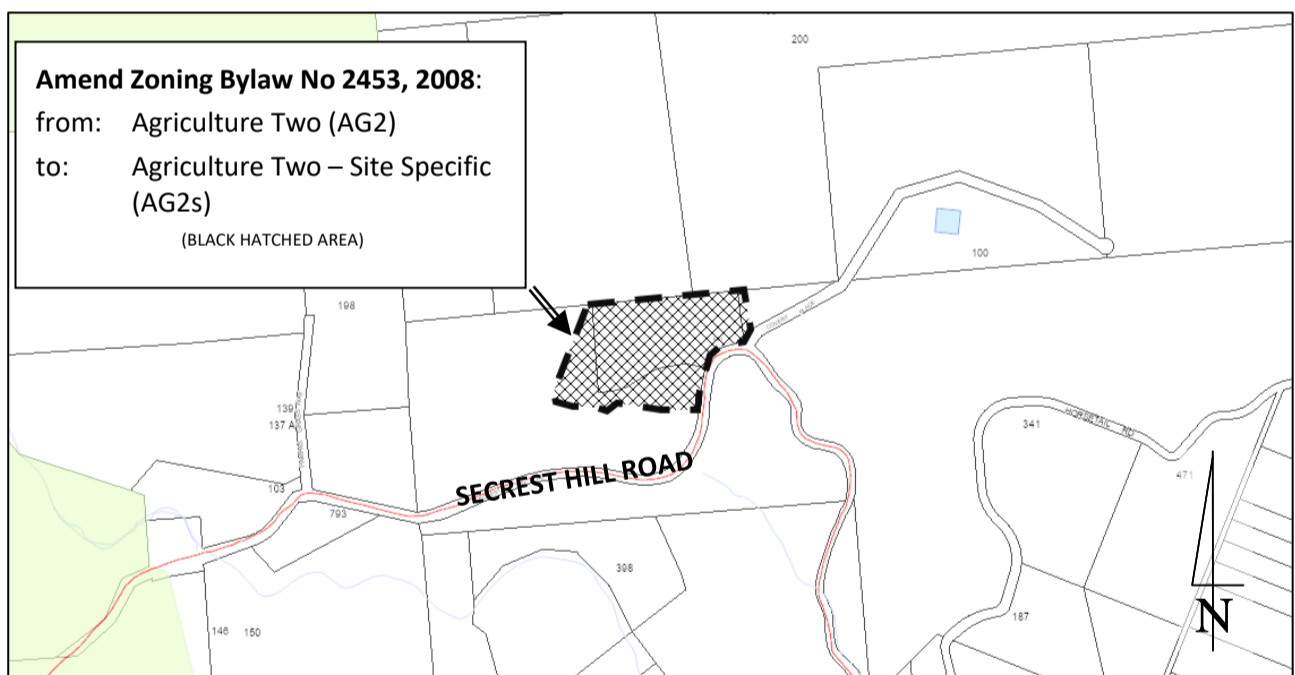 200
Amend Zoning Bylaw No 2453, 2008:
from: Agriculture Two (AG2)
to: Agriculture Two – Site Specific
(AG2s)
(BLACK HATCHED AREA)
100
198
139
137 A
341
HORSETAIL RD
471
SECREST HILL ROAD
103
793
398
146 150
187
N